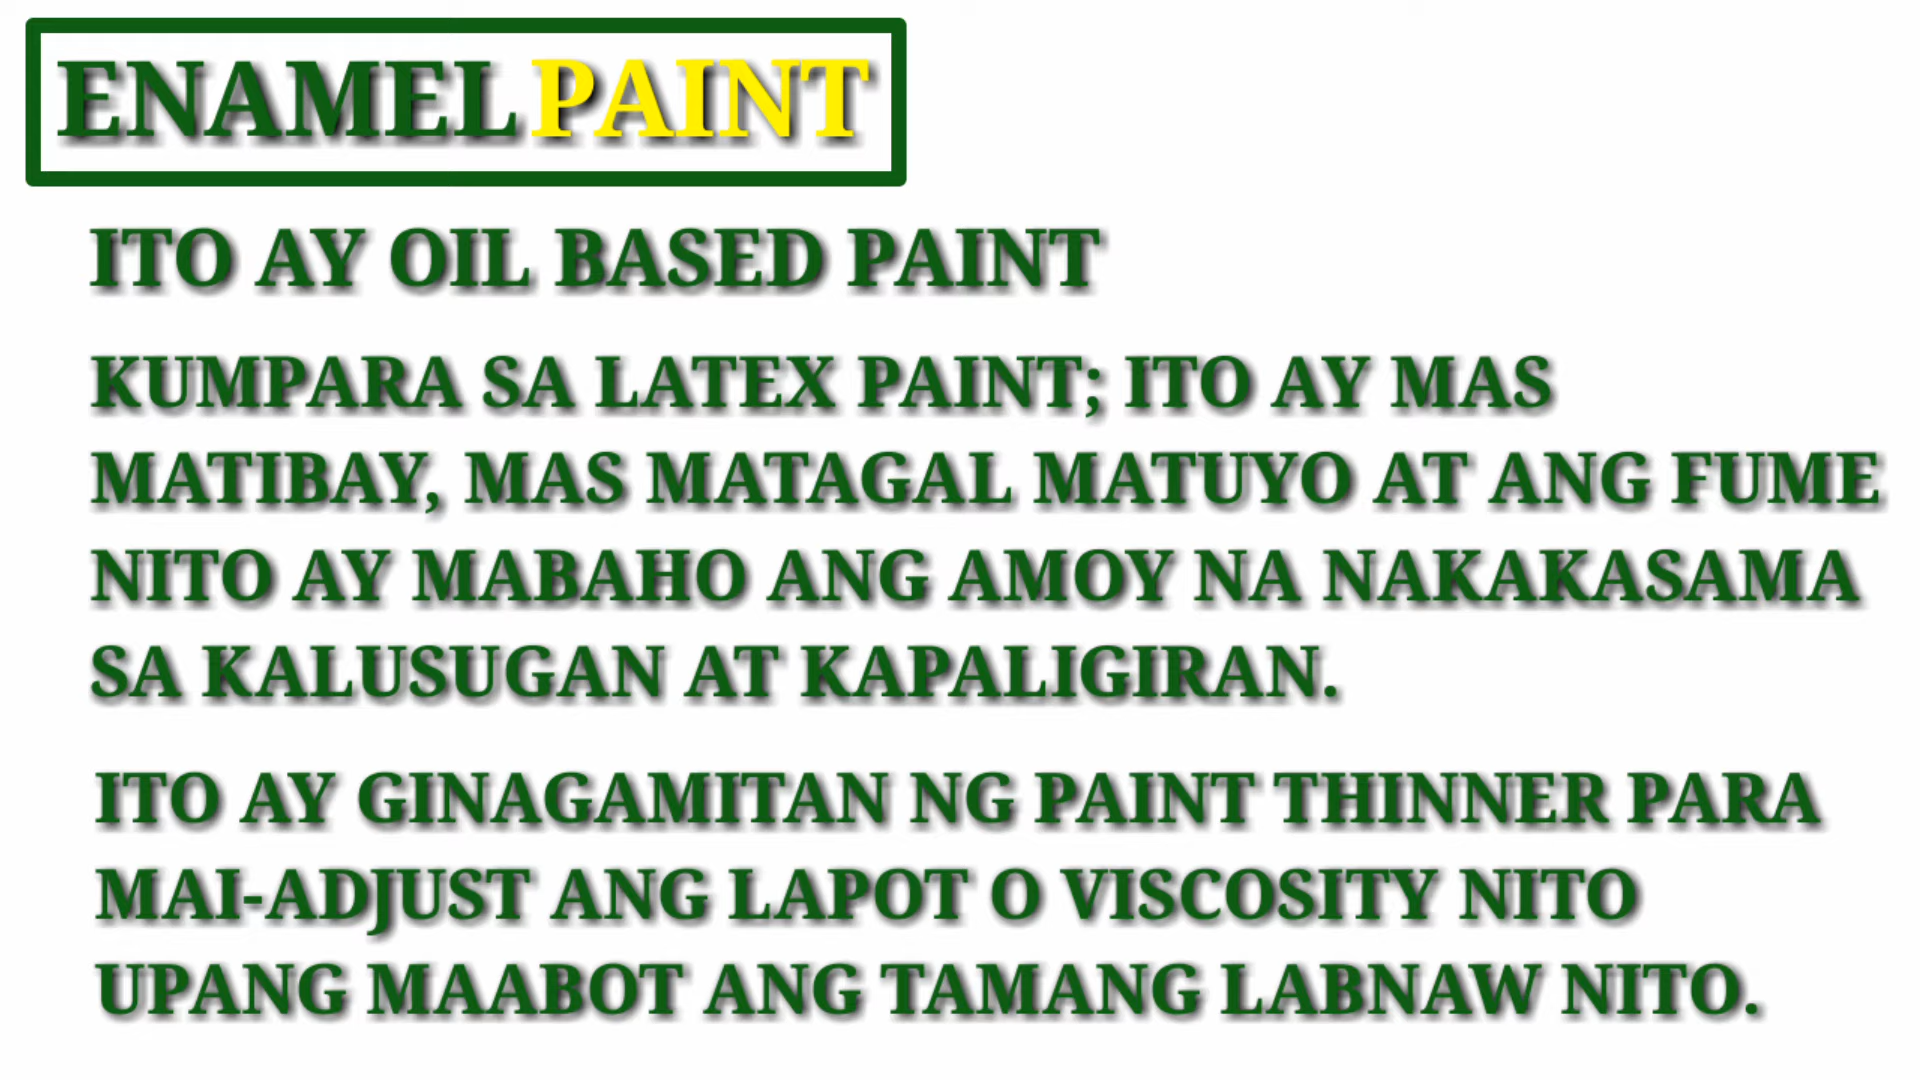 ENAMEL PAINT
ITO AY OIL BASED PAINT
KUMPARA SA LATEX PAINT; ITO AY MAS
MATIBAY, MAS MATAGAL MATUYO AT ANG FUME
NITO AY MABAHO ANG AMOY NA NAKAKASAMA
SA KALUSUGAN AT KAPALIGIRAN.
ITO AY GINAGAMITAN NG PAINT THINNER PARA
MAI-ADJUST ANG LAPOT O VISCOSITY NITO
UPANG MAABOT ANG TAMANG LABNAW NITO.